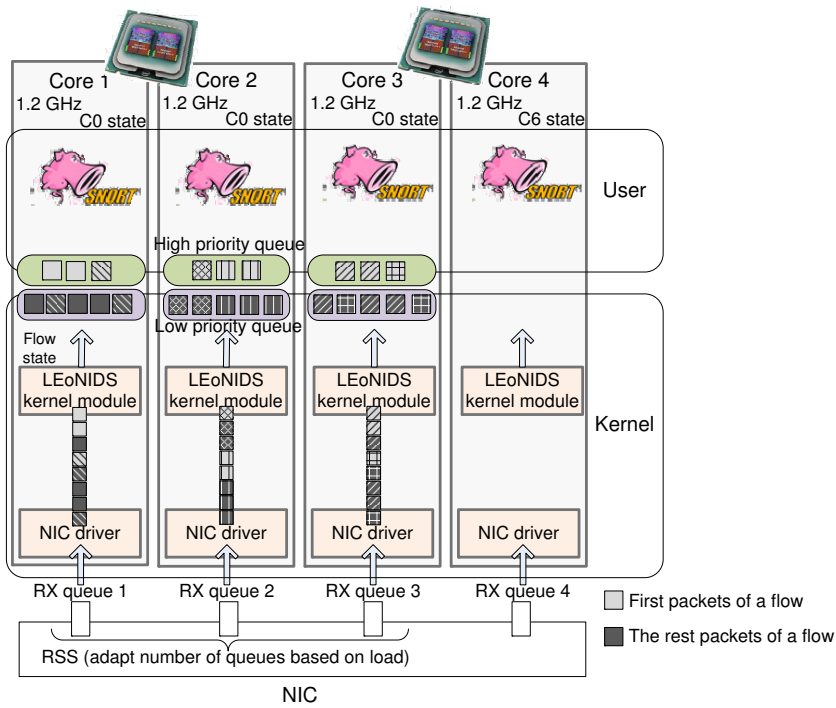 Core 1
1.2 GHz
C0 state
Core 2
1.2 GHz
C0 state
Core 3
1.2 GHz
C0 state
Core 4
1.2 GHz
C6 state
SNORT
SNORT
SNORT
SNORT
User
High priority queue
Low priority queue
Flow
state
LEoNIDS
kernel module
LEoNIDS
kernel module
LEoNIDS
kernel module
LEoNIDS
kernel module
Kernel
NIC driver
NIC driver
NIC driver
NIC driver
RX queue 1
RX queue 2
RX queue 3
RX queue 4
First packets of a flow
The rest packets of a flow
RSS (adapt number of queues based on load)
NIC